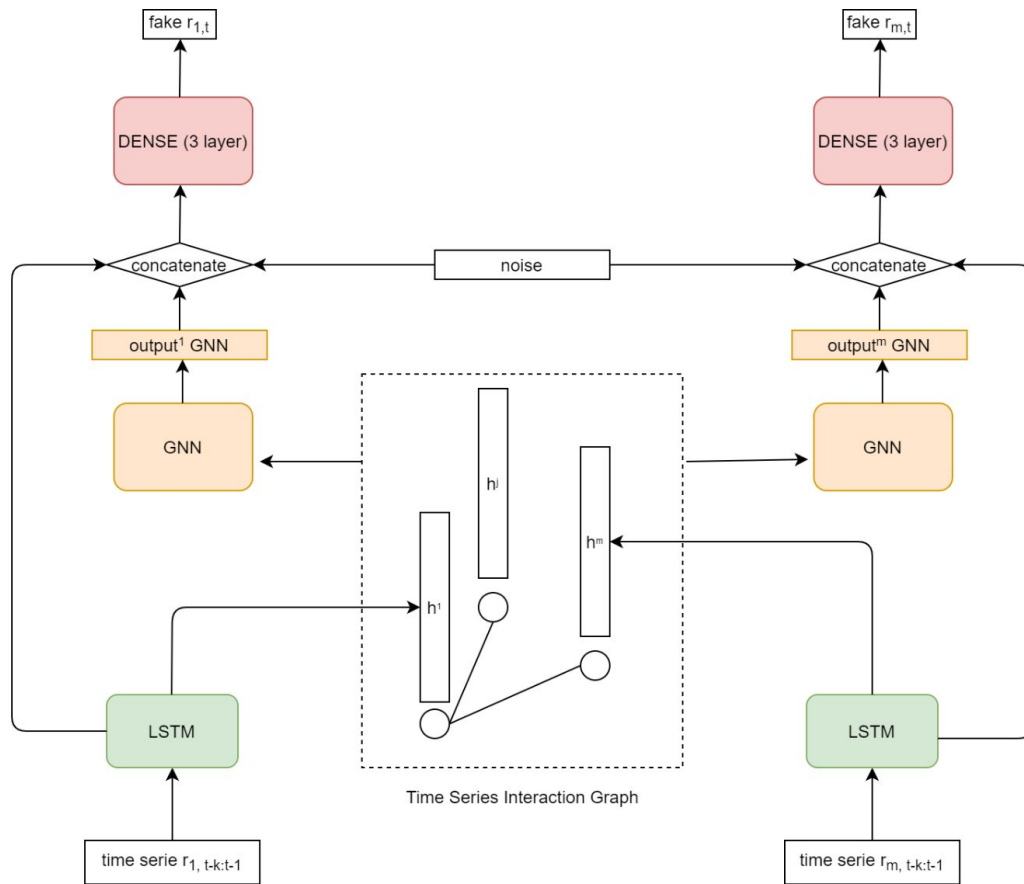 fake r1,t
fake rm,t
DENSE (3 layer)
DENSE (3 layer)
concatenate
noise
concatenate
output¹ GNN
outputᵐ GNN
GNN
GNN
hʲ
hᵐ
h¹
LSTM
LSTM
Time Series Interaction Graph
time serie r1, t-k:t-1
time serie rm, t-k:t-1